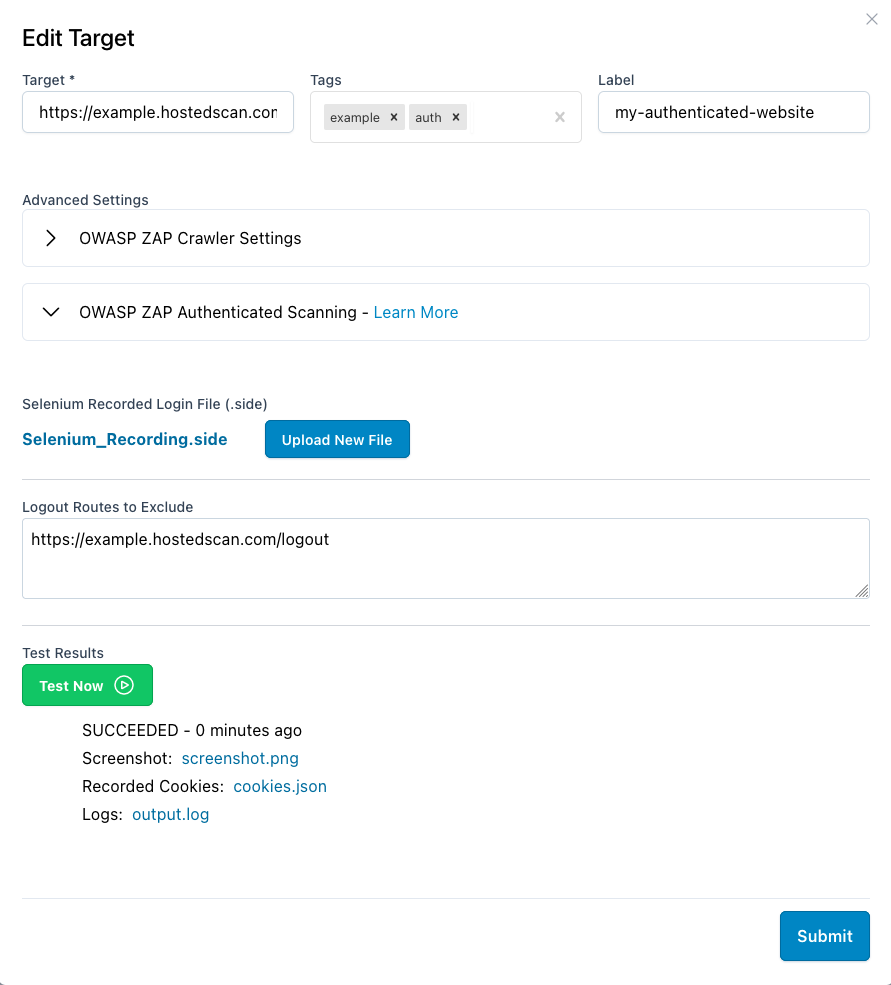 Edit Target
Target *
Tags
Label
https://example.hostedscan.con
example
auth
my-authenticated-website
Advanced Settings
OWASP ZAP Crawler Settings
OWASP ZAP Authenticated Scanning - Learn More
Selenium Recorded Login File (.side)
Selenium_Recording.side
Upload New File
Logout Routes to Exclude
https://example.hostedscan.com/logout
Test Results
Test Now
SUCCEEDED - 0 minutes ago
Screenshot: screenshot.png
Recorded Cookies: cookies.json
Logs: output.log
Submit